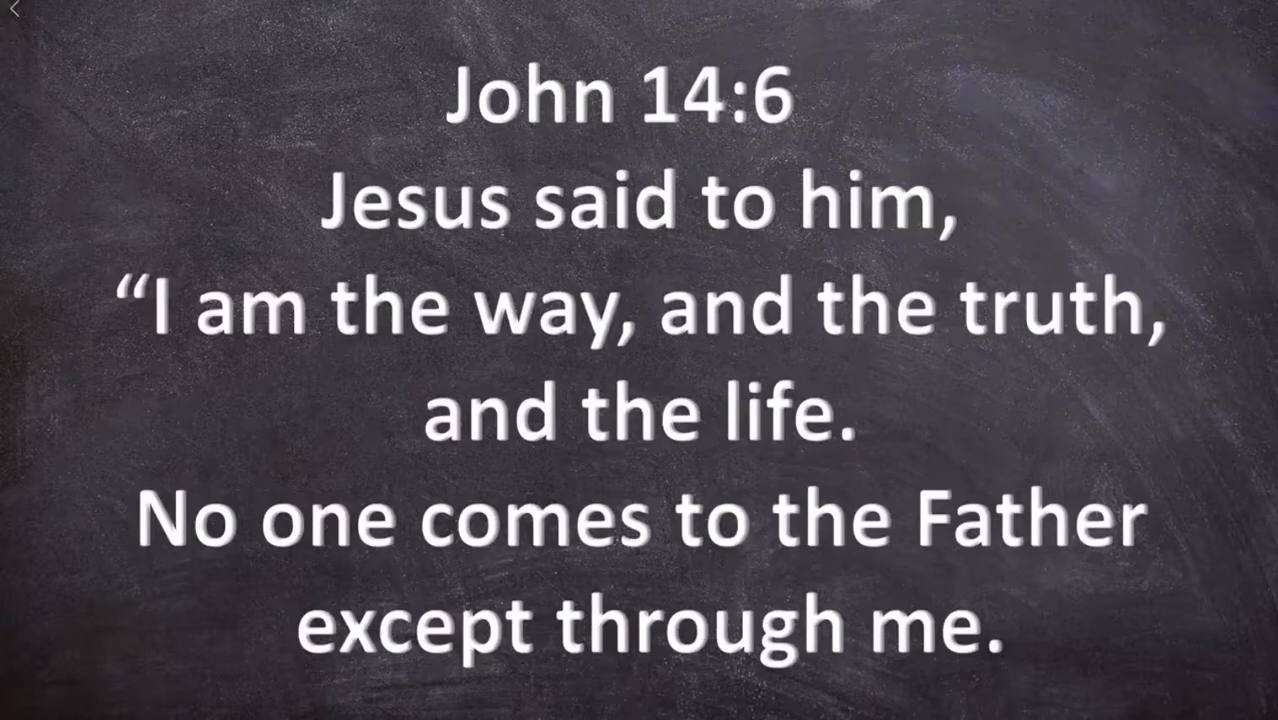 John 14:6
Jesus said to him,
“I am the way, and the truth,
and the life.
No one comes to the Father
except through me.